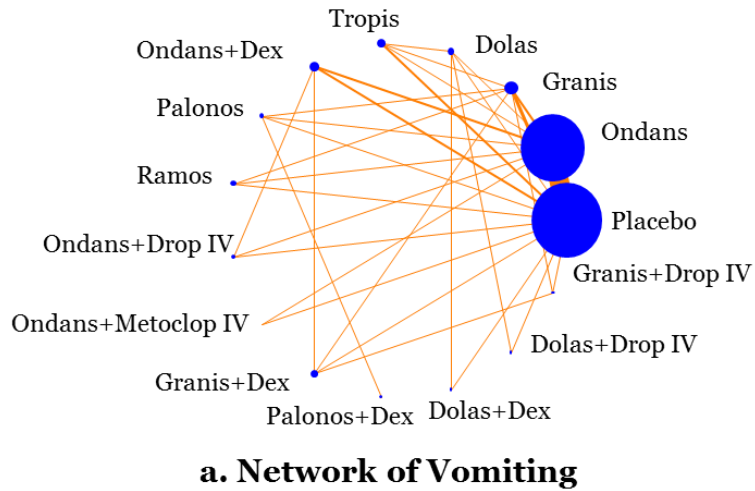 Tropis
Dolas
Ondans+Dex
Granis
Palonos
Ondans
Ramos
Placebo
Ondans+Drop IV
Granis+Drop IV
Ondans+Metoclop IV
Dolas+Drop IV
Granis+Dex
Palonos+Dex
Dolas+Dex
a. Network of Vomiting